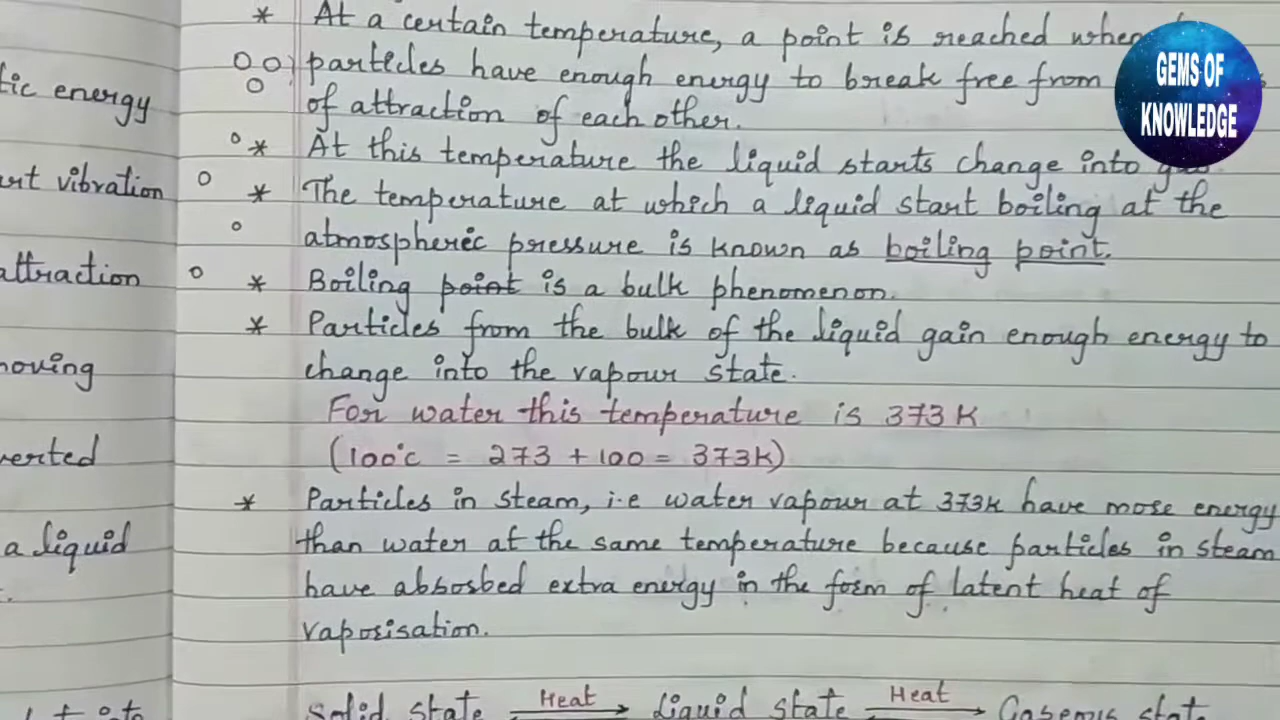 * At a certain temperature, a point is reached when
particles have enough energy to break free from
of attraction of each other.
* At this temperature the liquid starts change into gas.
* The temperature at which a liquid start boiling at the
atmospheric pressure is known as boiling point.
* Boiling point is a bulk phenomenon.
* Particles from the bulk of the liquid gain enough energy to
change into the vapour state.
For water this temperature is 373 K
(100°c = 273 + 100 = 373K)
* Particles in steam, i.e water vapour at 373K have more energy
than water at the same temperature because particles in steam
have absorbed extra energy in the form of latent heat of
vaporisation.
Solid state Heat Liquid state Heat Gaseous
tic energy
vibration
attraction
moving
verted
a liquid
GEMS OF
KNOWLEDGE